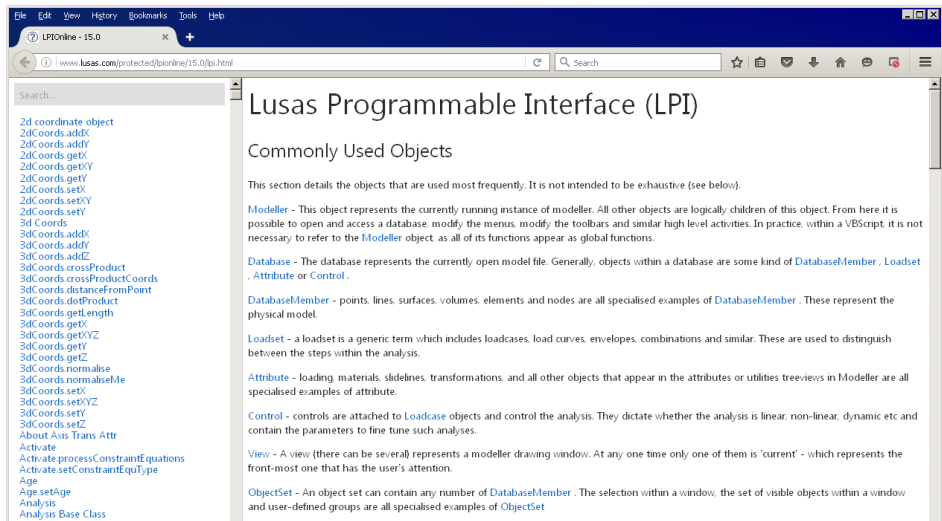 File Edit View History Bookmarks Tools Help
LPIOnline - 15.0
www.lusas.com/protected/lpionline/15.0/lpi.html
Search
Search...
2d coordinate object
2dCoords.addX
2dCoords.addY
2dCoords.getX
2dCoords.getXY
2dCoords.getY
2dCoords.setX
2dCoords.setXY
2dCoords.setY
3d Coords
3dCoords.addX
3dCoords.addY
3dCoords.addZ
3dCoords.crossProduct
3dCoords.crossProductCoords
3dCoords.distanceFromPoint
3dCoords.dotProduct
3dCoords.getLength
3dCoords.getX
3dCoords.getXYZ
3dCoords.getY
3dCoords.getZ
3dCoords.normalise
3dCoords.normaliseMe
3dCoords.setX
3dCoords.setXYZ
3dCoords.setY
3dCoords.setZ
About Axis Trans Attr
Activate
Activate.processConstraintEquations
Activate.setConstraintEquType
Age
Age.setAge
Analysis
Analysis Base Class
Lusas Programmable Interface (LPI)
Commonly Used Objects
This section details the objects that are used most frequently. It is not intended to be exhaustive (see below).
Modeller - This object represents the currently running instance of modeller. All other objects are logically children of this object. From here it is
possible to open and access a database, modify the menus, modify the toolbars and similar high level activities. In practice, within a VBScript, it is not
necessary to refer to the Modeller object, as all of its functions appear as global functions.
Database - The database represents the currently open model file. Generally, objects within a database are some kind of DatabaseMember , Loadset
, Attribute or Control .
DatabaseMember - points, lines, surfaces, volumes, elements and nodes are all specialised examples of DatabaseMember . These represent the
physical model.
Loadset - a loadset is a generic term which includes loadcases, load curves, envelopes, combinations and similar. These are used to distinguish
between the steps within the analysis.
Attribute - loading, materials, slidelines, transformations, and all other objects that appear in the attributes or utilities treeviews in Modeller are all
specialised examples of attribute.
Control - controls are attached to Loadcase objects and control the analysis. They dictate whether the analysis is linear, non-linear, dynamic etc and
contain the parameters to fine tune such analyses.
View - A view (there can be several) represents a modeller drawing window. At any one time only one of them is 'current' - which represents the
front-most one that has the user's attention.
ObjectSet - An object set can contain any number of DatabaseMember . The selection within a window, the set of visible objects within a window
and user-defined groups are all specialised examples of ObjectSet